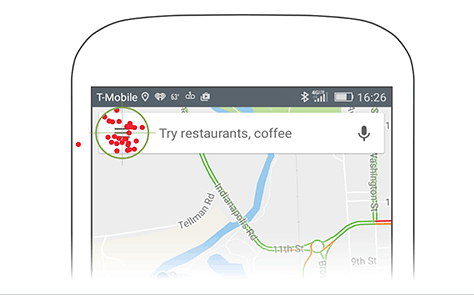 T-Mobile 63° 4G 16:26
Try restaurants, coffee
Washington St
Tellman Rd
Indianapolis Rd
11th St
9th St